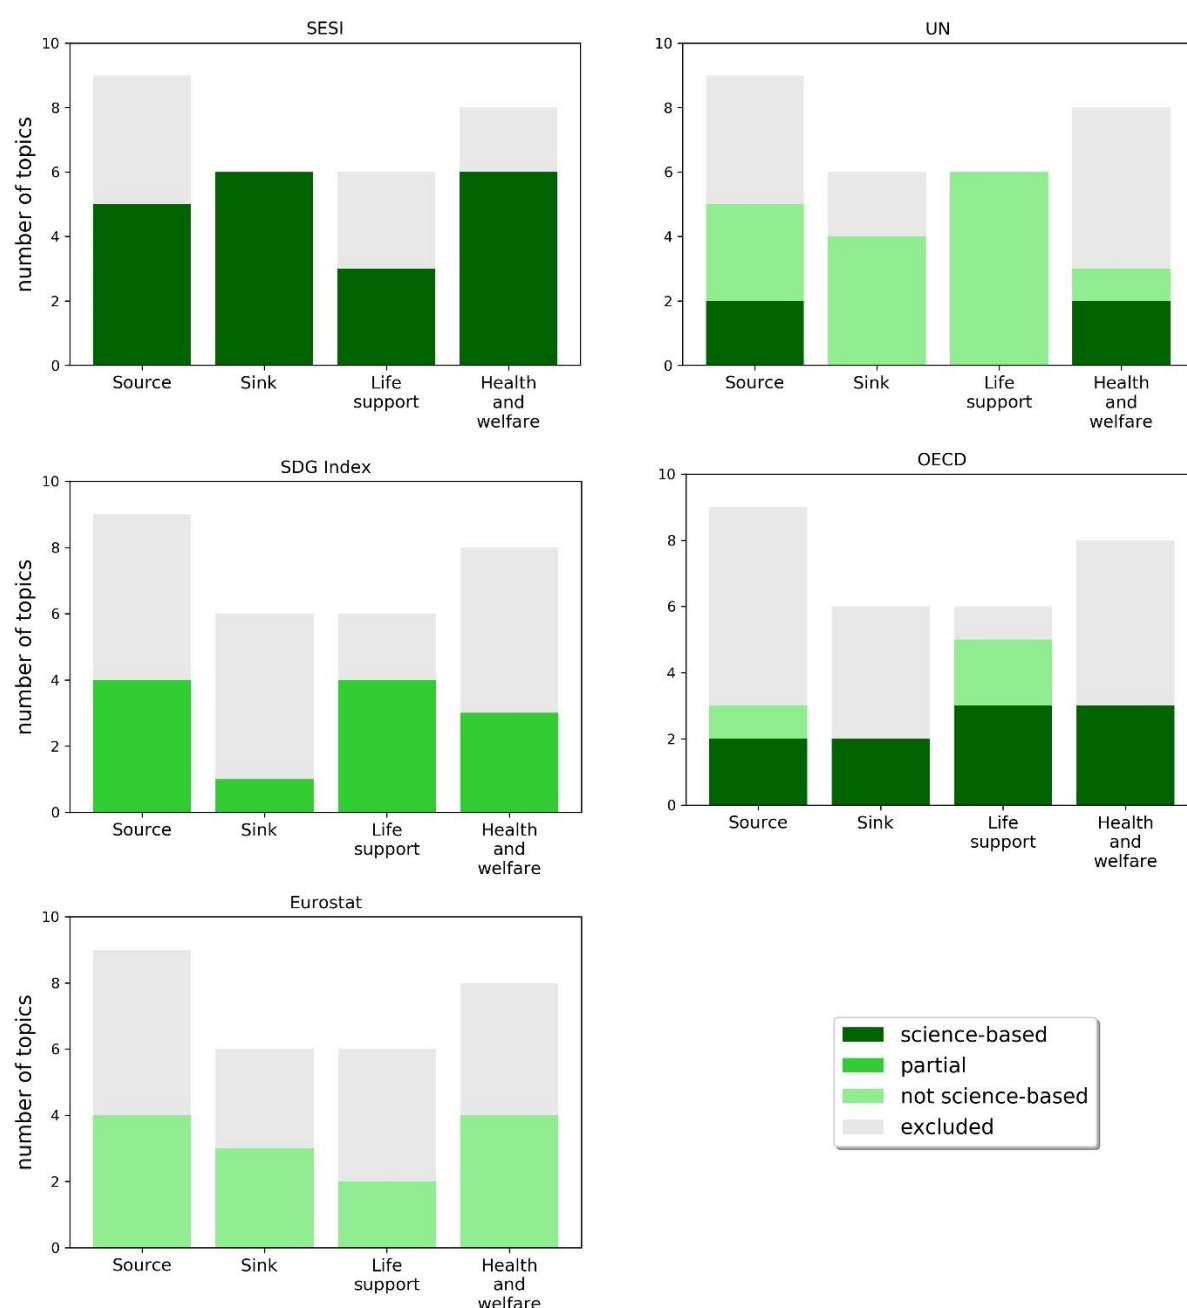 SESI
number of topics
10
8
6
4
2
0
Source
Sink
Life
support
Health
and
welfare
UN
10
8
6
4
2
0
Source
Sink
Life
support
Health
and
welfare
SDG Index
number of topics
10
8
6
4
2
0
Source
Sink
Life
support
Health
and
welfare
OECD
10
8
6
4
2
0
Source
Sink
Life
support
Health
and
welfare
Eurostat
number of topics
10
8
6
4
2
0
Source
Sink
Life
support
Health
and
welfare
science-based
partial
not science-based
excluded